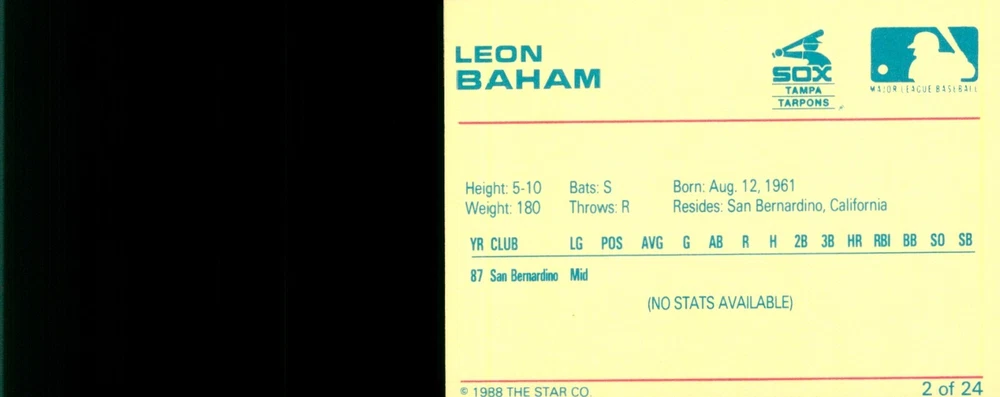 LEON
BAHAM
SOX
TAMPA
TARPONS
MAJOR LEAGUE BASEBALL
Height: 5-10 Bats: S Born: Aug. 12, 1961
Weight: 180 Throws: R Resides: San Bernardino, California
YR CLUB LG POS AVG G AB R H 2B 3B HR RBI BB SO SB
87 San Bernardino Mid
(NO STATS AVAILABLE)
© 1988 THE STAR CO.
2 of 24